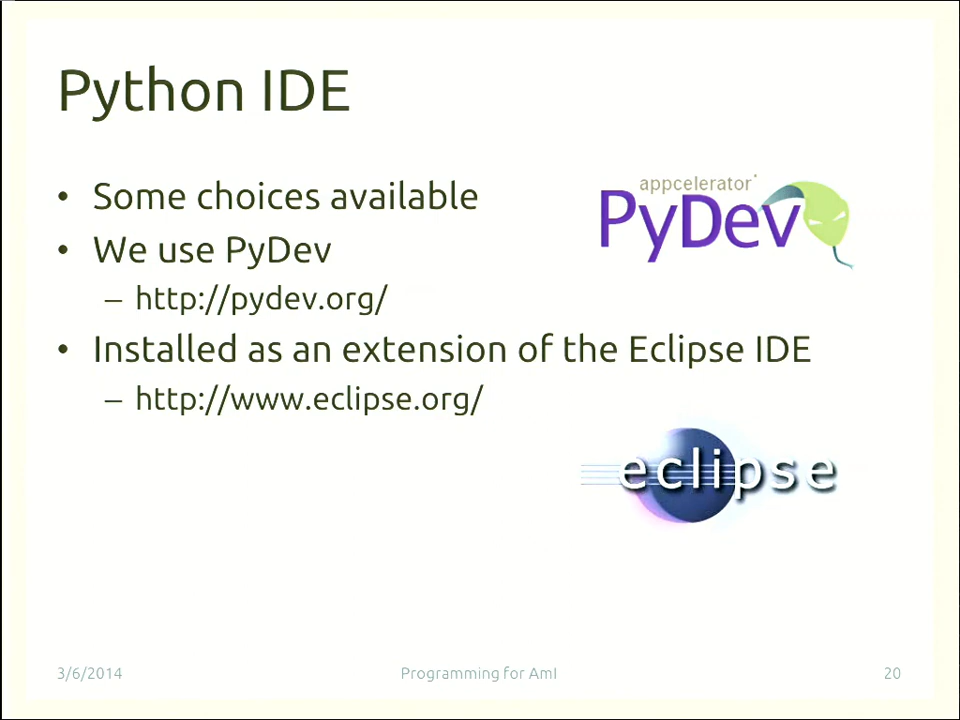 Python IDE
• Some choices available
• We use PyDev
– http://pydev.org/
• Installed as an extension of the Eclipse IDE
– http://www.eclipse.org/
appcelerator
PyDev
eclipse
3/6/2014 Programming for AmI 20